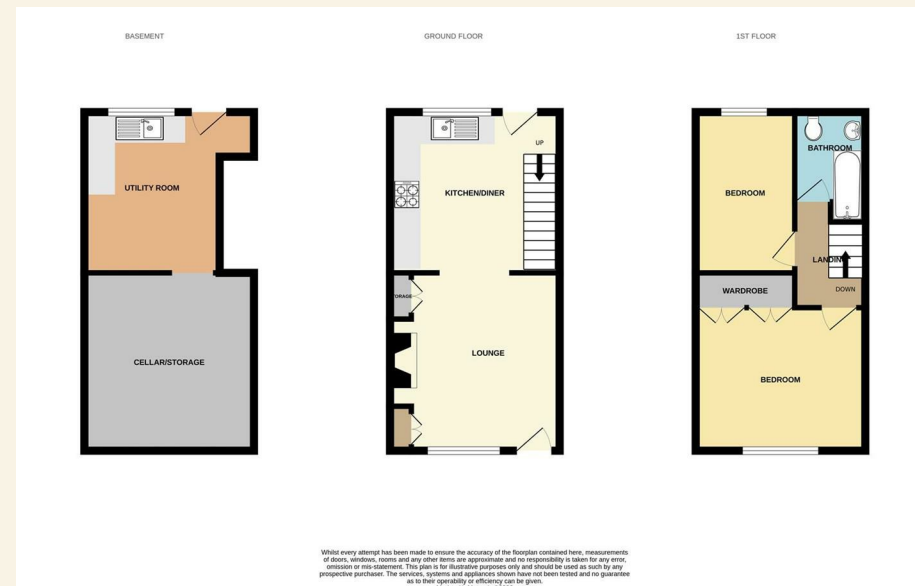 BASEMENT
GROUND FLOOR
1ST FLOOR
UTILITY ROOM
CELLAR/STORAGE
UP
KITCHEN/DINER
TORAGE
LOUNGE
BATHROOM
BEDROOM
LANDIN
DOWN
WARDROBE
BEDROOM
Whilst every attempt has been made to ensure the accuracy of the floorplan contained here, measurements
of doors, windows, rooms and any other items are approximate and no responsibility is taken for any error,
omission or mis-statement. This plan is for illustrative purposes only and should be used as such by any
prospective purchaser. The services, systems and appliances shown have not been tested and no guarantee
as to their operability or efficiency can be given.